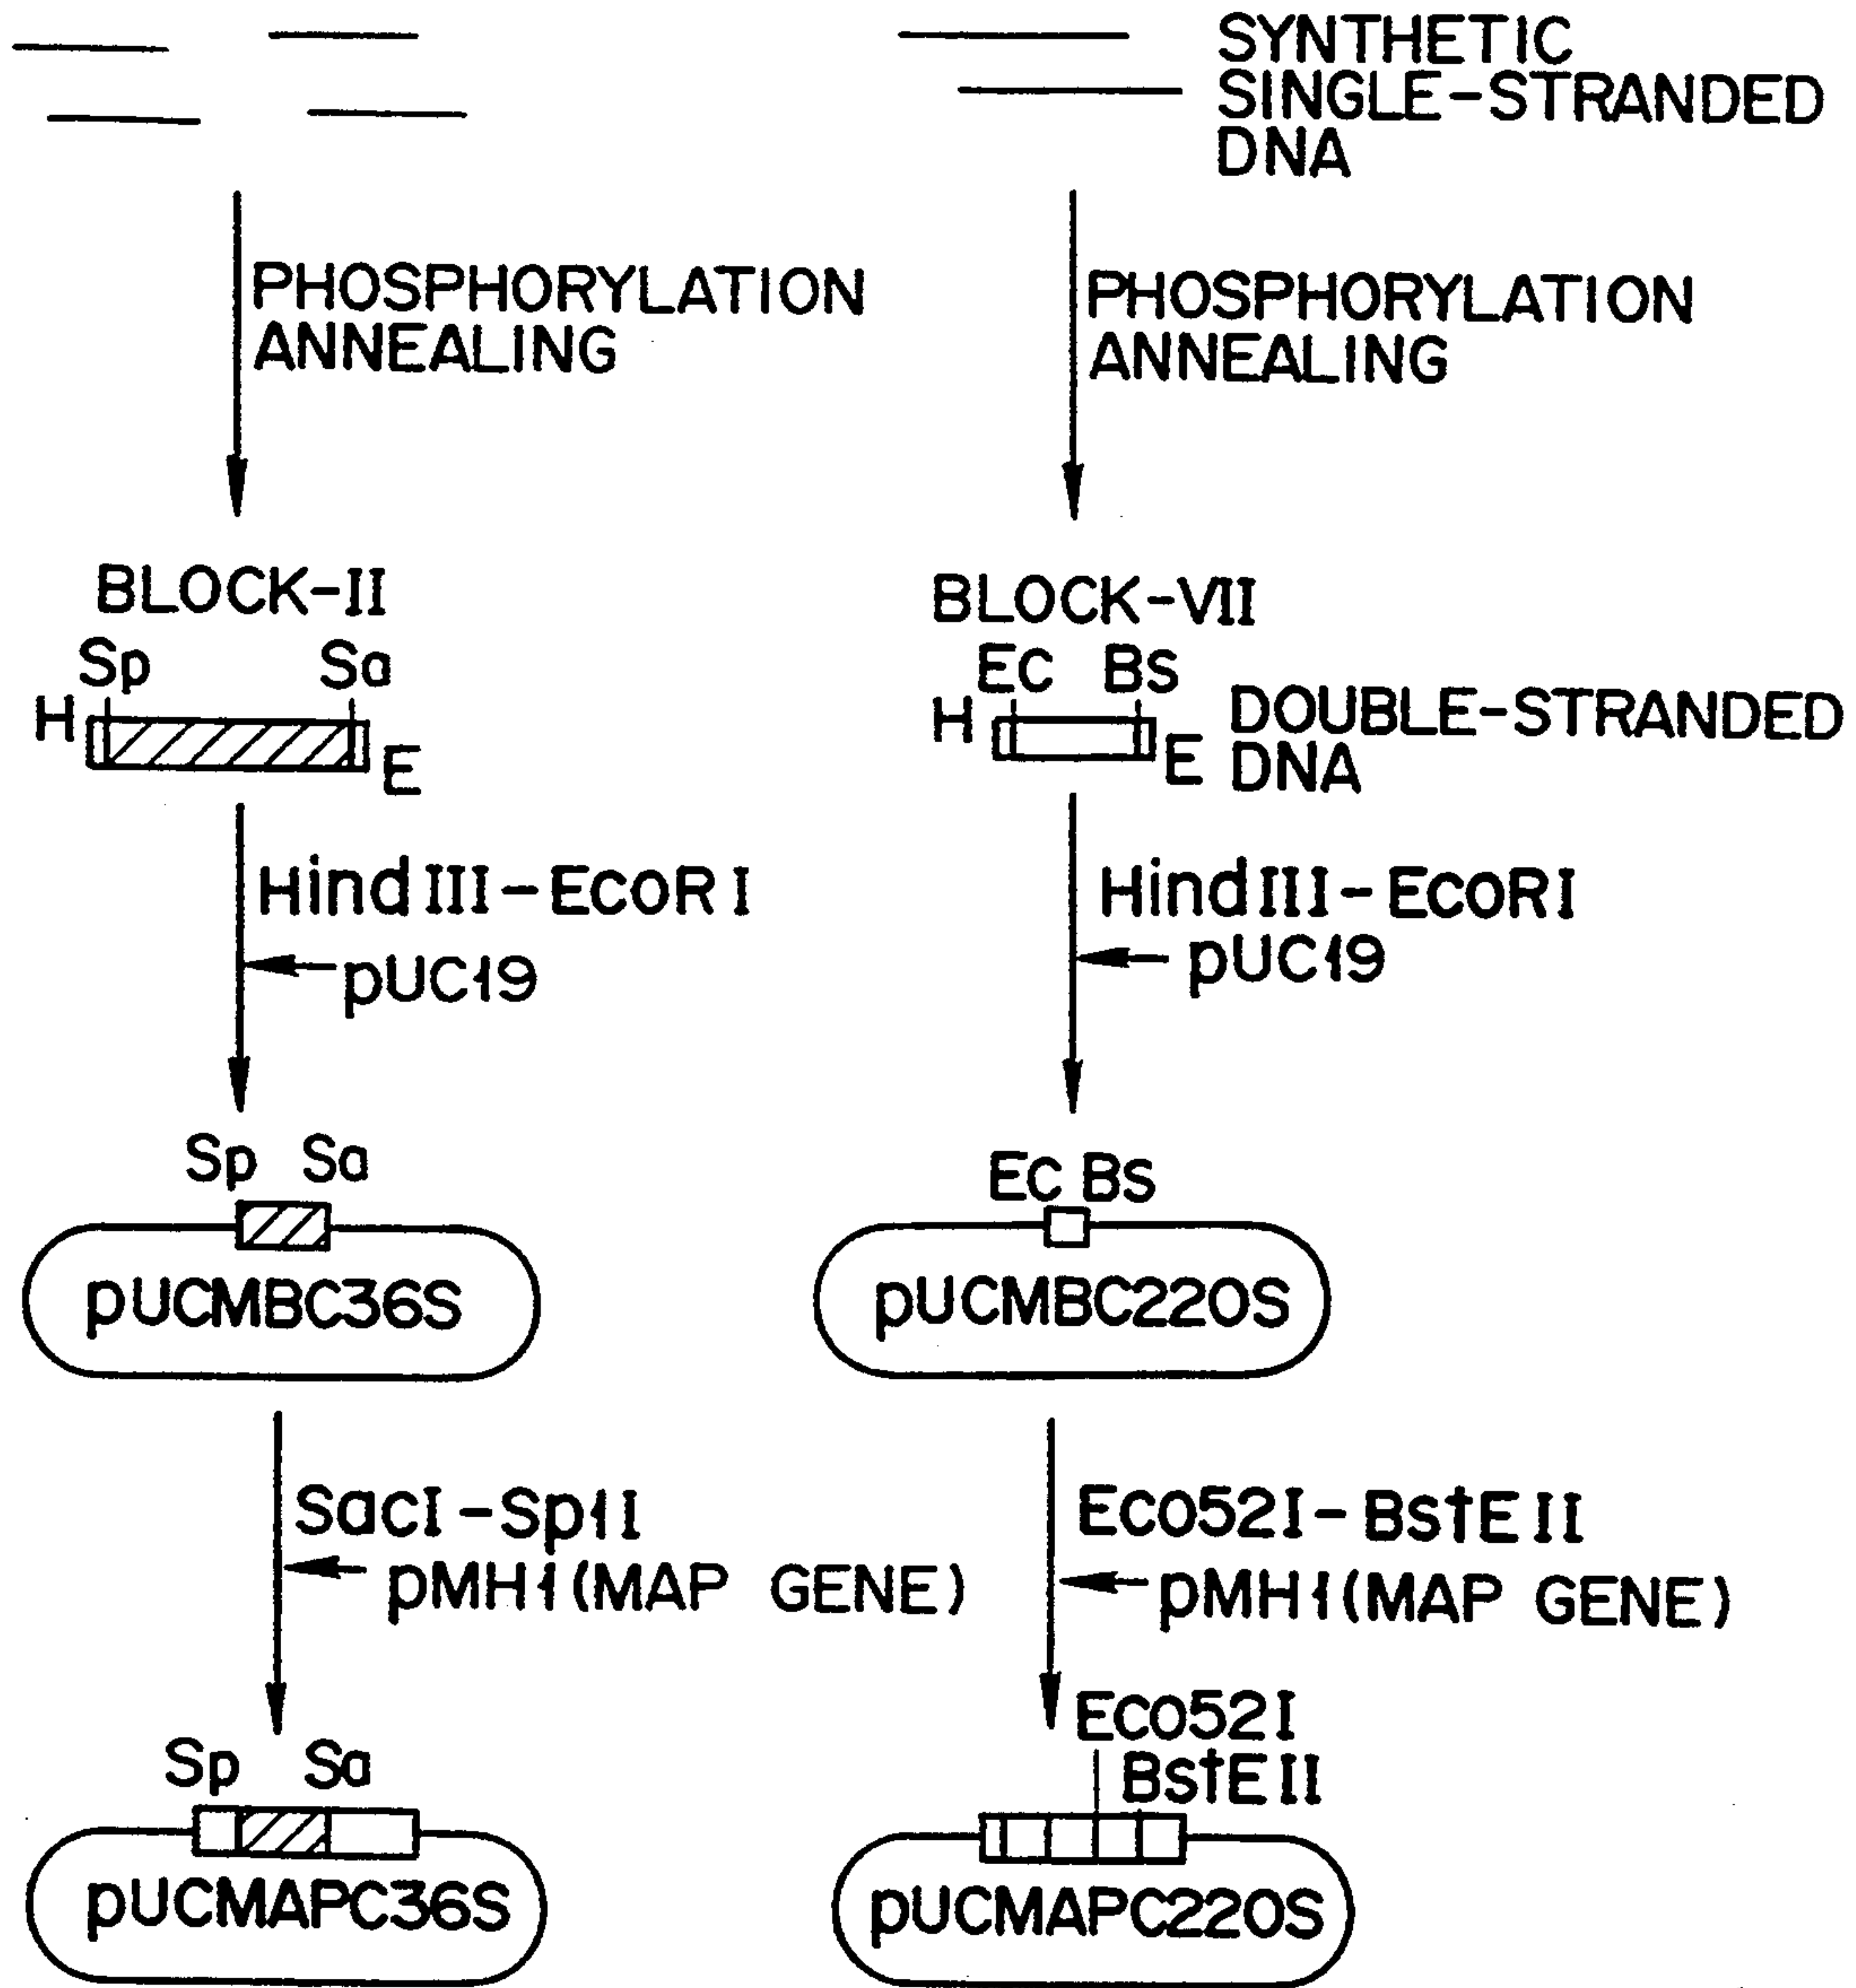 SYNTHETIC
SINGLE-STRANDED
DNA
PHOSPHORYLATION
ANNEALING
PHOSPHORYLATION
ANNEALING
BLOCK-II
Sp Sa
H
E
BLOCK-VII
EC BS
H
E
DOUBLE-STRANDED
DNA
HindIII-ECORI
pUC19
HindIII-ECORI
pUC19
Sp Sa
pUCMBC36S
EC BS
pUCMBC220S
SacI-SplI
pMH1(MAP GENE)
ECO52I-BstEII
pMH1(MAP GENE)
Sp Sa
pUCMAPC36S
ECO52I
BstEII
pUCMAPC220S